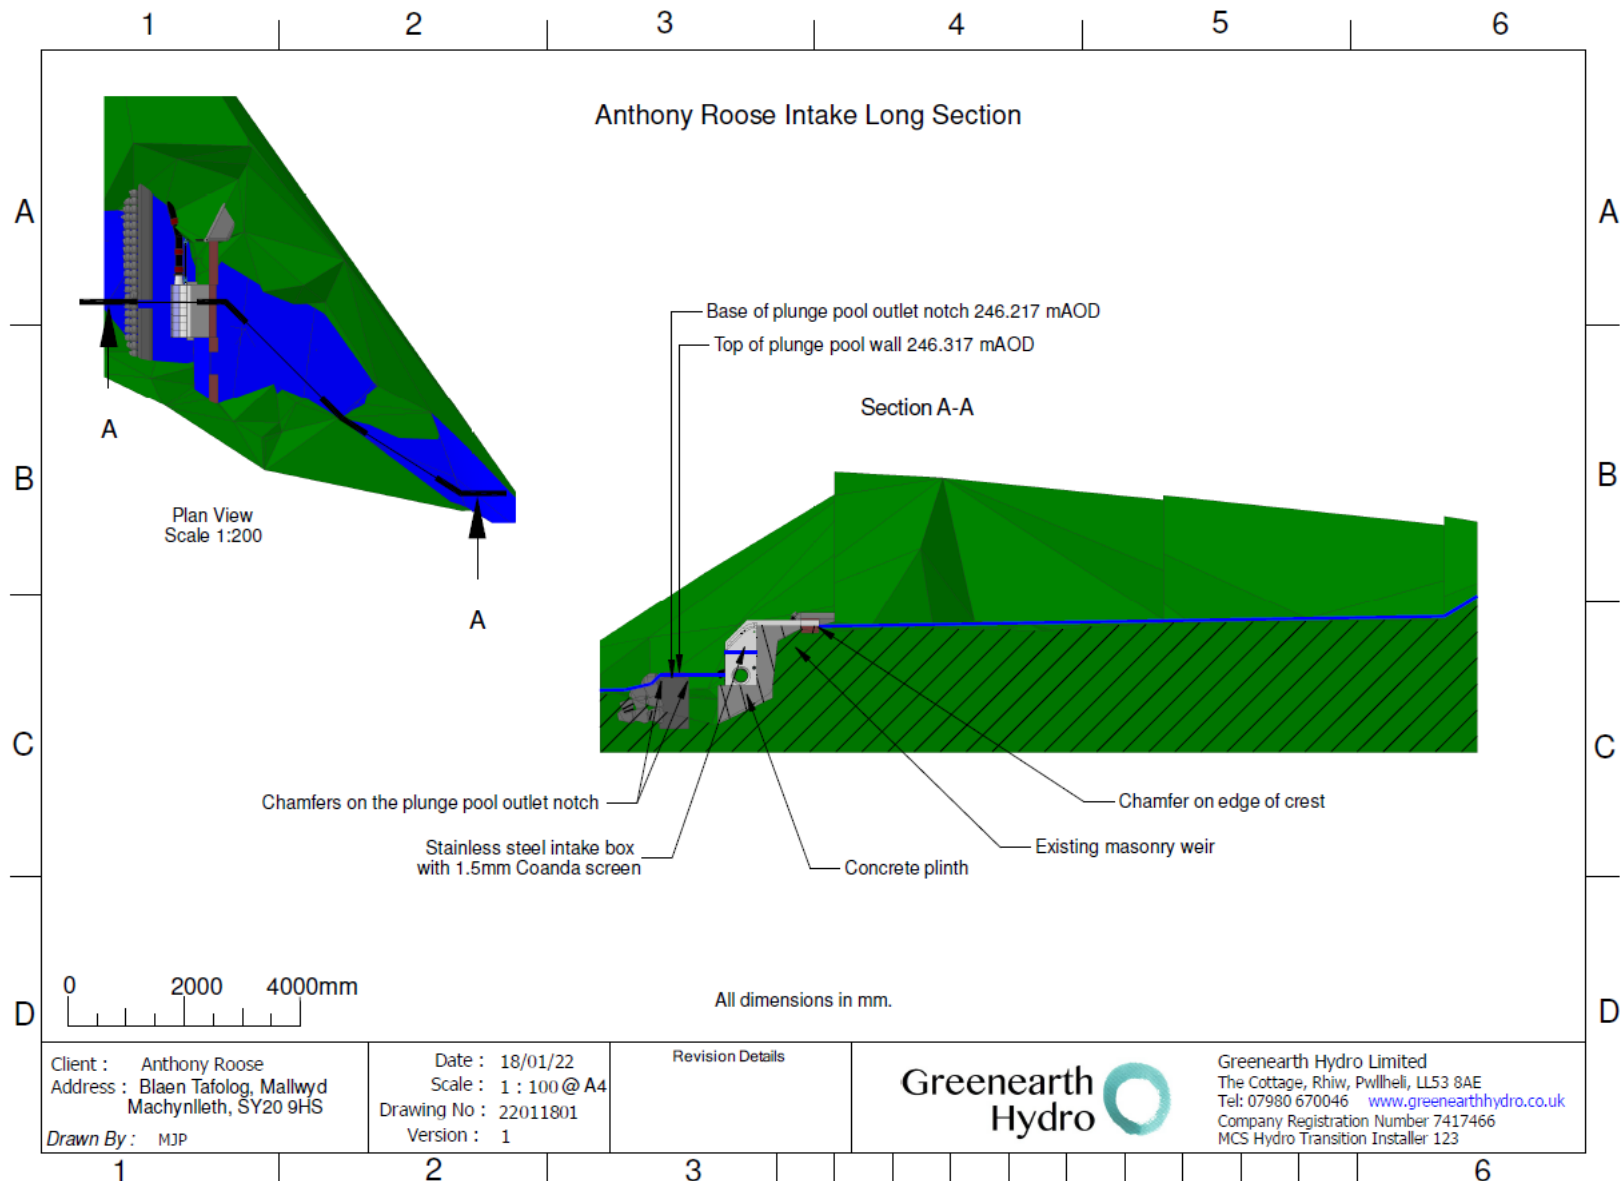 1 2 3 4 5 6
Anthony Roose Intake Long Section
A A
Base of plunge pool outlet notch 246.217 mAOD
Top of plunge pool wall 246.317 mAOD
Section A-A
A
B B
Plan View
Scale 1:200
A
C C
Chamfers on the plunge pool outlet notch
Chamfer on edge of crest
Stainless steel intake box
with 1.5mm Coanda screen
Existing masonry weir
Concrete plinth
0 2000 4000mm
All dimensions in mm.
D D
Client : Anthony Roose
Address : Blaen Tafolog, Mallwyd
Machynlleth, SY20 9HS
Drawn By : MJP
Date : 18/01/22
Scale : 1 : 100 @ A4
Drawing No : 22011801
Version : 1
Revision Details
Greenearth
Hydro
Greenearth Hydro Limited
The Cottage, Rhiw, Pwllheli, LL53 8AE
Tel: 07980 670046 www.greenearthhydro.co.uk
Company Registration Number 7417466
MCS Hydro Transition Installer 123
1 2 3 6